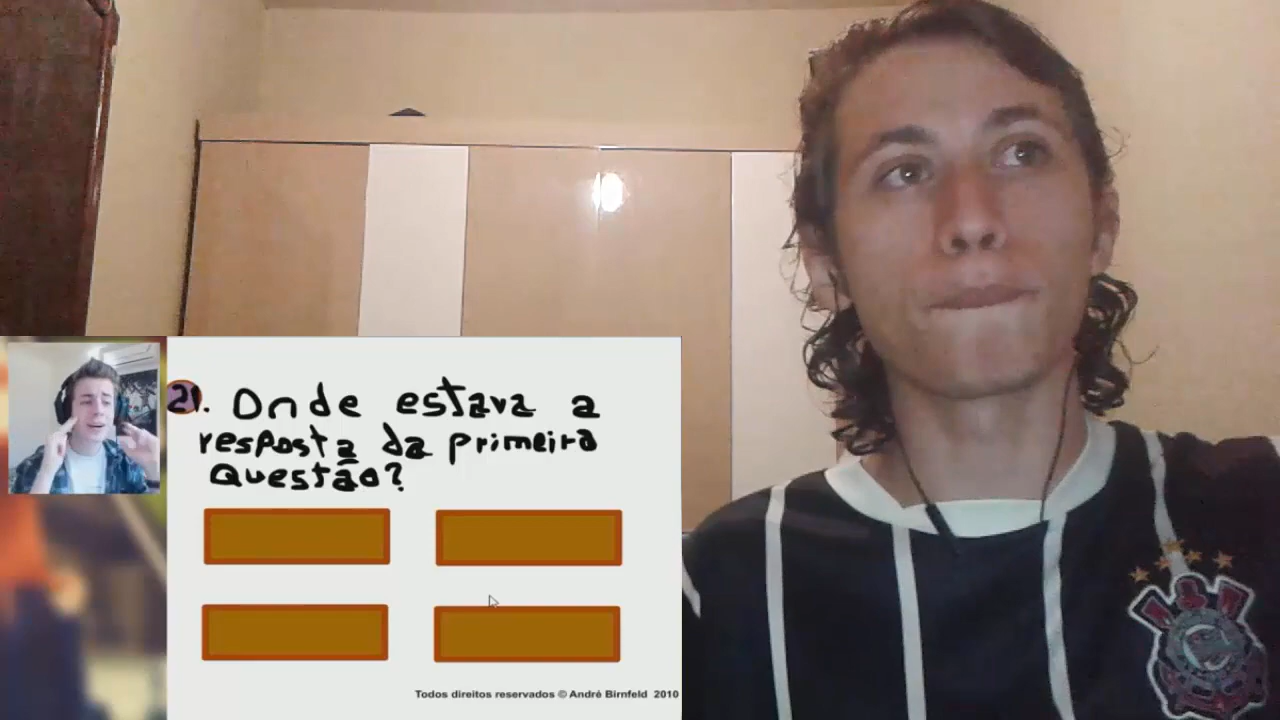 21. Onde estava a
resposta da primeira
questão?
Todos direitos reservados © André Birnfeld 2010